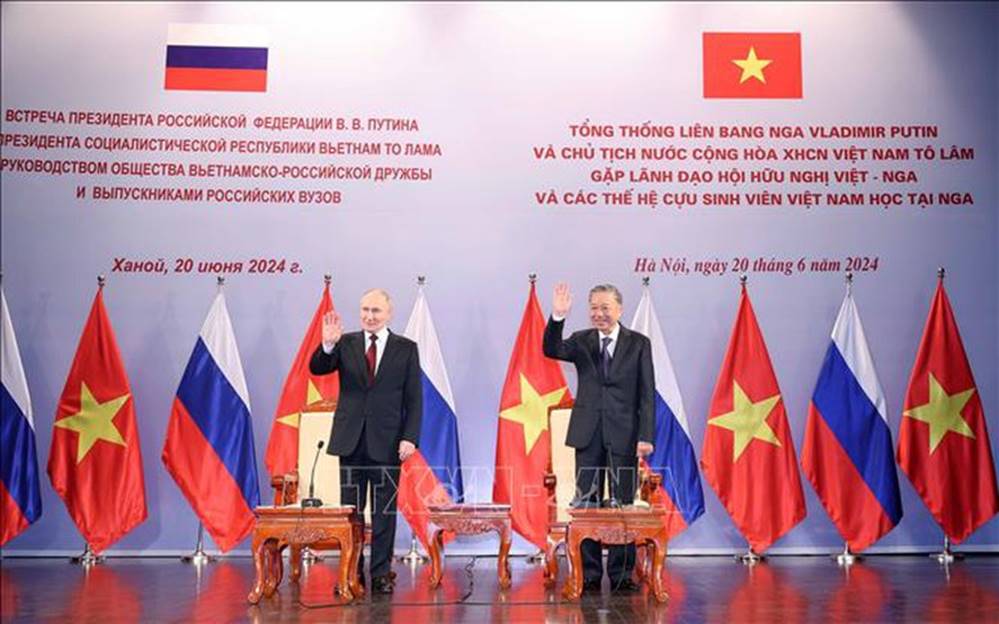 ВСТРЕЧА ПРЕЗИДЕНТА РОССИЙСКОЙ ФЕДЕРАЦИИ В. В. ПУТИНА
ПРЕЗИДЕНТА СОЦИАЛИСТИЧЕСКОЙ РЕСПУБЛИКИ ВЬЕТНАМ ТО ЛАМА
РУКОВОДСТВОМ ОБЩЕСТВА ВЬЕТНАМСКО-РОССИЙСКОЙ ДРУЖБЫ
И ВЫПУСКНИКАМИ РОССИЙСКИХ ВУЗОВ
Ханой, 20 июня 2024 г.
TỔNG THỐNG LIÊN BANG NGA VLADIMIR PUTIN
VÀ CHỦ TỊCH NƯỚC CỘNG HÒA XHCN VIỆT NAM TÔ LÂM
GẶP LÃNH ĐẠO HỘI HỮU NGHỊ VIỆT - NGA
VÀ CÁC THẾ HỆ CỰU SINH VIÊN VIỆT NAM HỌC TẠI NGA
Hà Nội, ngày 20 tháng 6 năm 2024